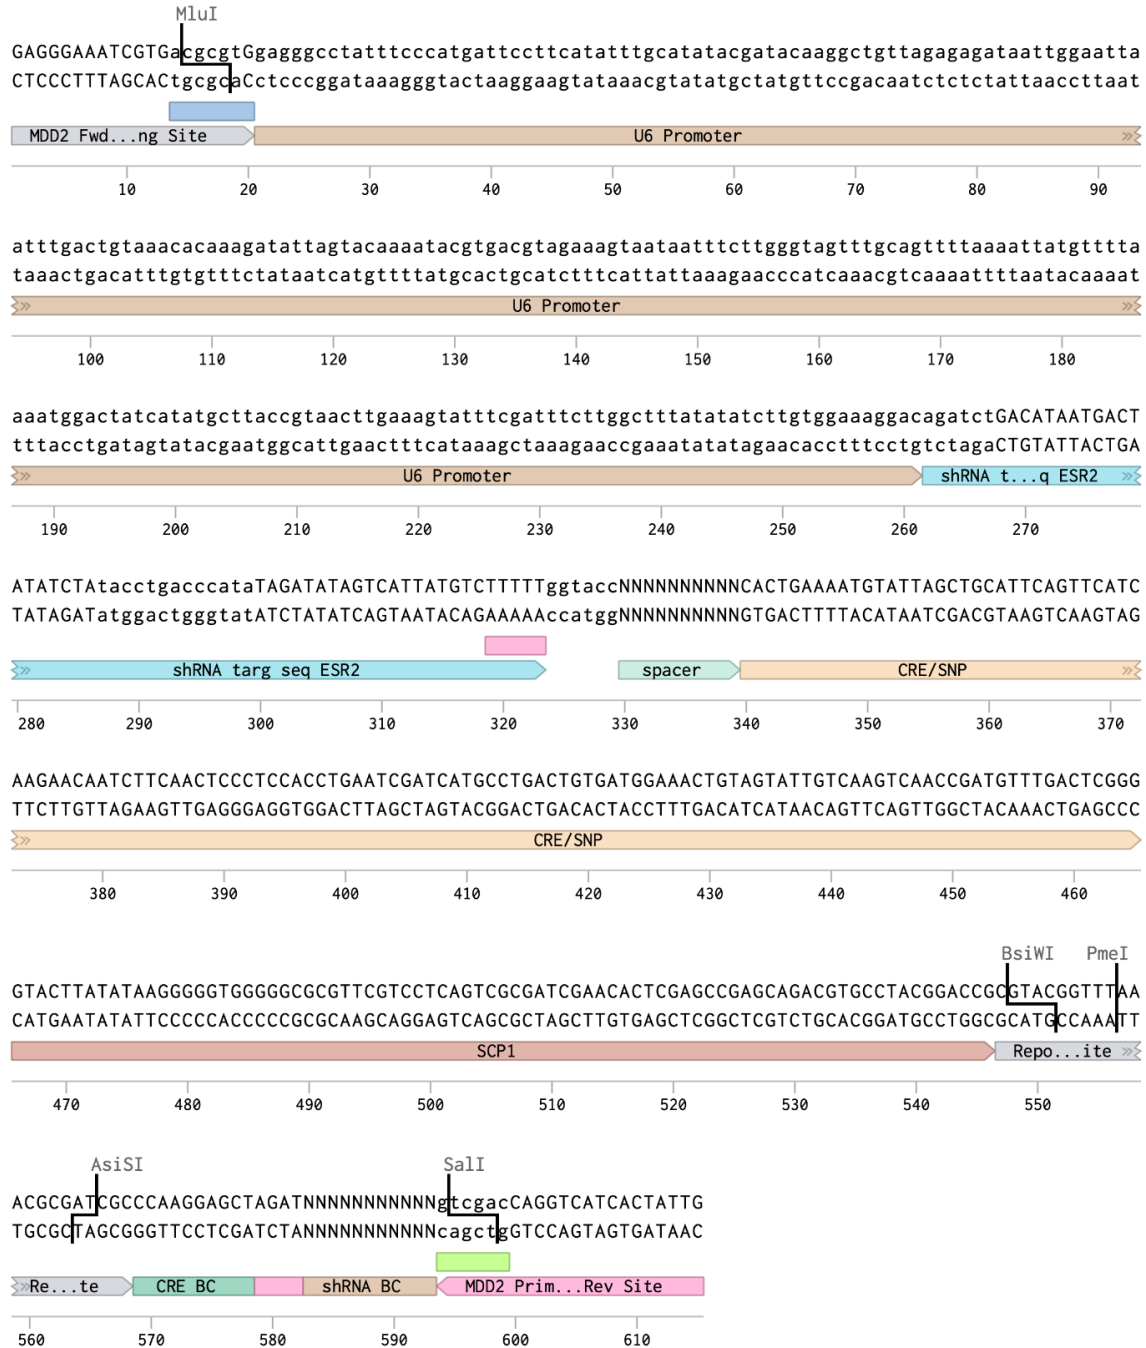 MluI
GAGGGAAATCGTGacgcgtGgagggcctatttcccatgattccttcatatttgcatatacgatacaaggctgttagagagataattggaatta
CTCCCTTTAGCACtgcgcaCctcccggataaagggtactaaggaagtataaacgtatatgctatgttccgacaatctctctattaaccttaat
MDD2 Fwd...ng Site U6 Promoter
10 20 30 40 50 60 70 80 90
atttgactgtaaacacaaagatattagtacaaaatacgtgacgtagaaagtaataatttcttgggtagtttgcagttttaaaattatgtttta
taaactgacatttgtgtttctataatcatgttttatgcactgcatctttcattattaaagaacccatcaaacgtcaaaattttaatacaaaat
U6 Promoter
100 110 120 130 140 150 160 170 180
aaatggactatcatatgcttaccgtaacttgaaagtatttcgatttcttggctttatatatcttgtggaaaggacagatctGACATAATGACT
tttacctgatagtatacgaatggcattgaactttcataaagctaaagaaccgaaatatatagaacacctttcctgtctagaCTGTATTACTGA
U6 Promoter shRNA t...q ESR2
190 200 210 220 230 240 250 260 270
ATATCTAtacctgacccataTAGATATAGTCATTATGTCTTTTTggtaccNNNNNNNNNNCACTGAAAATGTATTAGCTGCATTCAGTTCATC
TATAGATatggactgggtatATCTATATCAGTAATACAGAAAAAccatggNNNNNNNNNNGTGACTTTTACATAATCGACGTAAGTCAAGTAG
shRNA targ seq ESR2 spacer CRE/SNP
280 290 300 310 320 330 340 350 360 370
AAGAACAATCTTCAACTCCCTCCACCTGAATCGATCATGCCTGACTGTGATGGAAACTGTAGTATTGTCAAGTCAACCGATGTTTGACTCGGG
TTCTTGTTAGAAGTTGAGGGAGGTGGACTTAGCTAGTACGGACTGACACTACCTTTGACATCATAACAGTTCAGTTGGCTACAAACTGAGCCC
CRE/SNP
380 390 400 410 420 430 440 450 460
BsiWI PmeI
GTACTTATATAAGGGGGTGGGGGCGCGTTCGTCCTCAGTCGCGATCGAACACTCGAGCCGAGCAGACGTGCCTACGGACCGCGTACGGTTTAA
CATGAATATATTCCCCCACCCCCGCGCAAGCAGGAGTCAGCGCTAGCTTGTGAGCTCGGCTCGTCTGCACGGATGCCTGGCGCATGCCAAATT
SCP1 Repo...ite
470 480 490 500 510 520 530 540 550
AsiSI SalI
ACGCGATCGCCCAAGGAGCTAGATNNNNNNNNNNNgtcgacCAGGTCATCACTATTG
TGCGCTAGCGGGTTCCTCGATCTANNNNNNNNNNNcagctgGTCCAGTAGTGATAAC
Re...te CRE BC shRNA BC MDD2 Prim...Rev Site
560 570 580 590 600 610